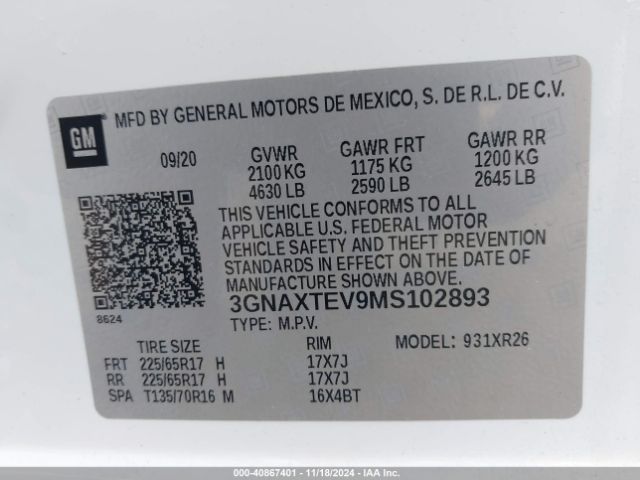 GM
MFD BY GENERAL MOTORS DE MEXICO, S. DE R.L. DE C.V.
09/20 GVWR GAWR FRT GAWR RR
2100 KG 1175 KG 1200 KG
4630 LB 2590 LB 2645 LB
THIS VEHICLE CONFORMS TO ALL
APPLICABLE U.S. FEDERAL MOTOR
VEHICLE SAFETY AND THEFT PREVENTION
STANDARDS IN EFFECT ON THE DATE OF
MANUFACTURE SHOWN ABOVE.
8624
3GNAXTEV9MS102893
TYPE: M.P.V.
TIRE SIZE RIM MODEL: 931XR26
FRT 225/65R17 H 17X7J
RR 225/65R17 H 17X7J
SPA T135/70R16 M 16X4BT
000-40867401 - 11/18/2024 - IAA Inc.